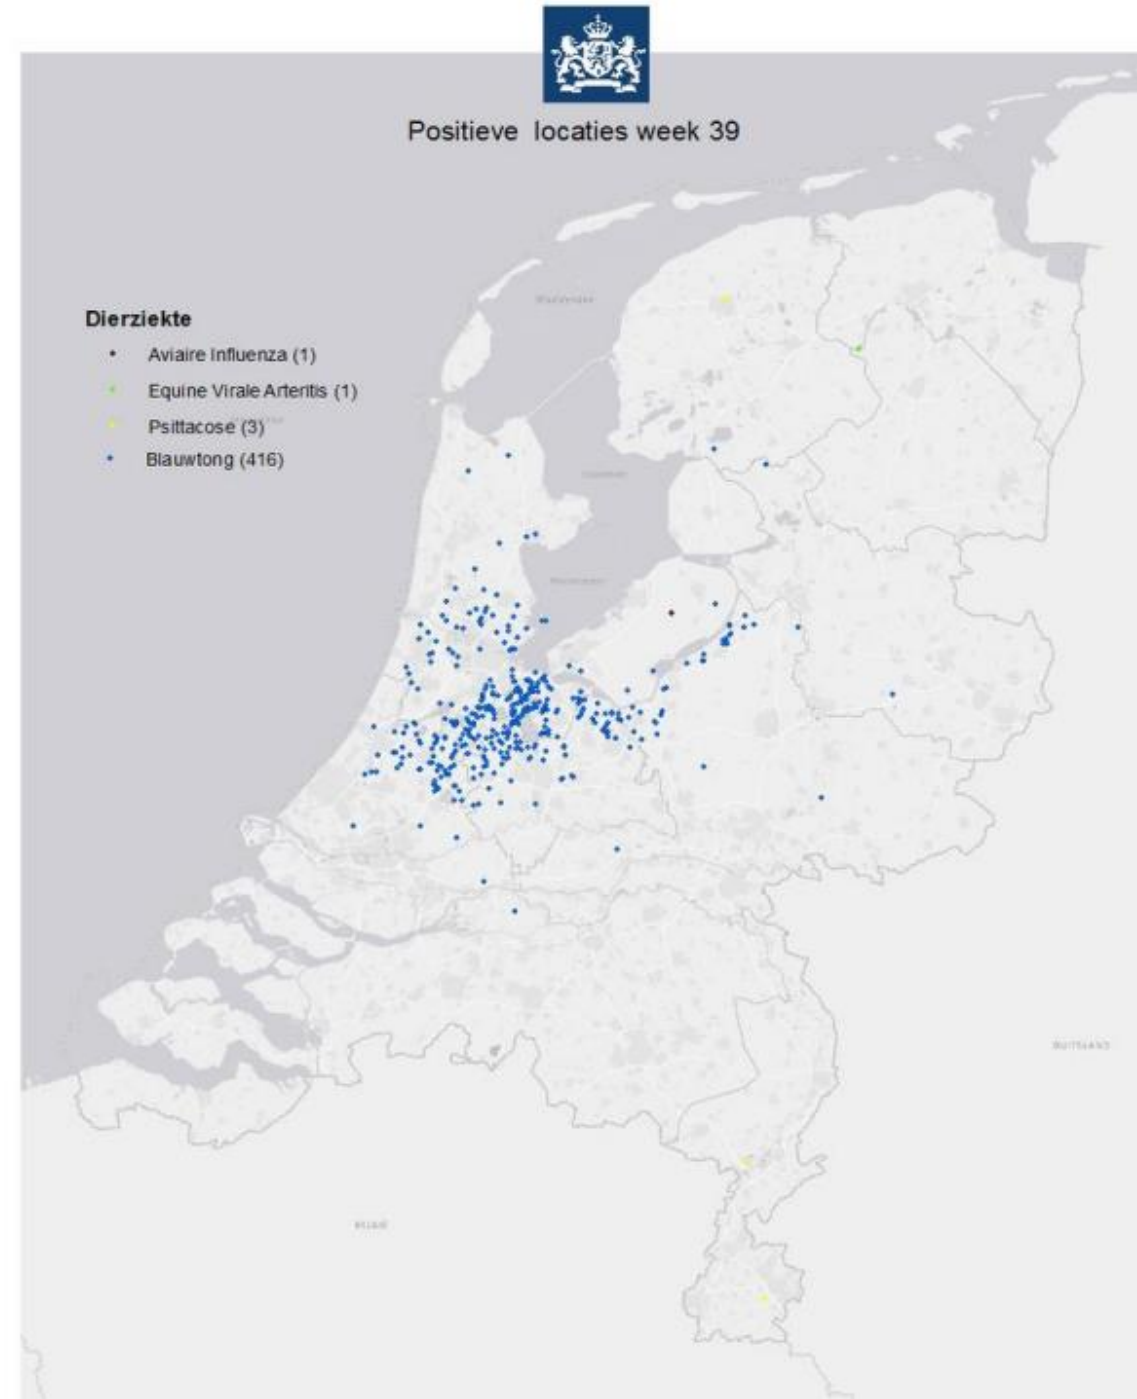 Positieve locaties week 39
Dierziekte
Aviaire Influenza (1)
Equine Virale Arteritis (1)
Psittacose (3)
Blauwtong (416)